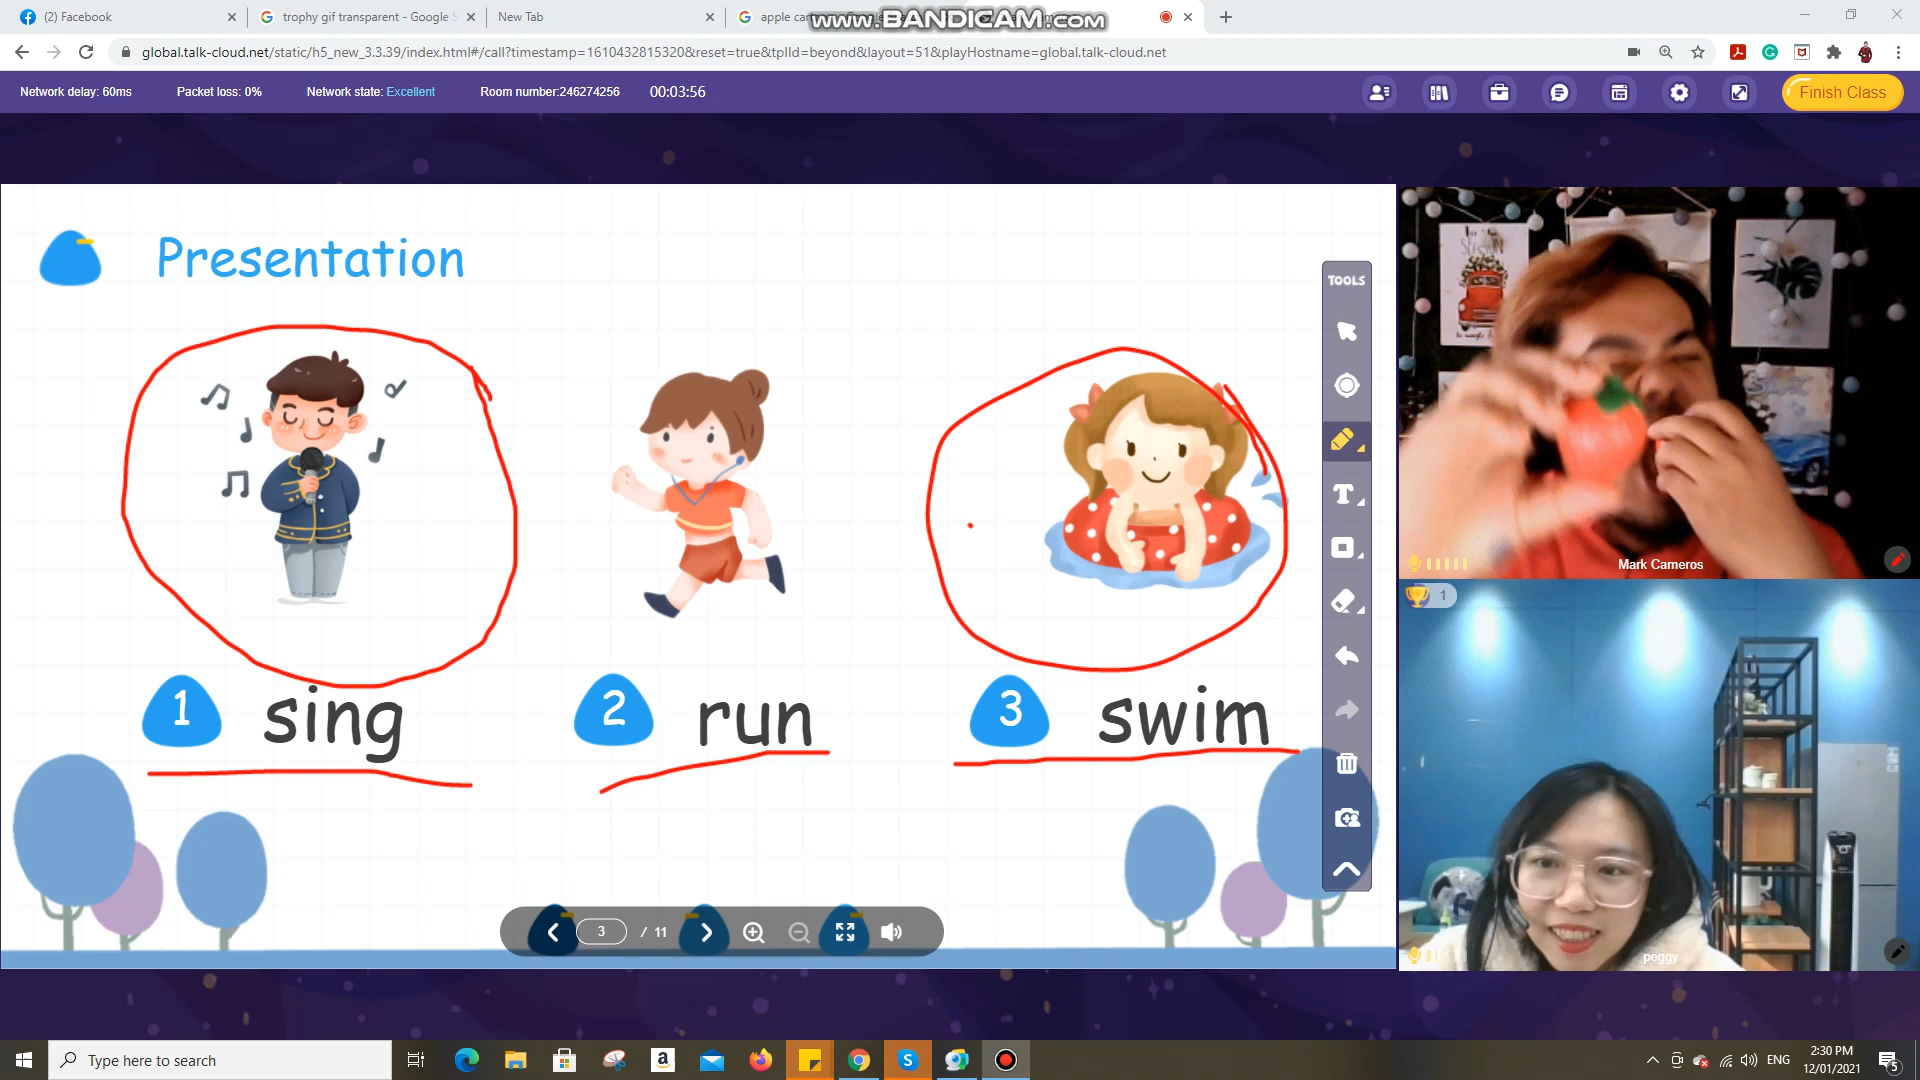 (2) Facebook
trophy gif transparent - Google S
New Tab
apple cart
www.BANDICAM.com
global.talk-cloud.net/static/h5_new_3.3.39/index.html#/call?timestamp=1610432815320&reset=true&tplId=beyond&layout=51&playHostname=global.talk-cloud.net
Network delay: 60ms Packet loss: 0% Network state: Excellent Room number:246274256 00:03:56 Finish Class
Presentation
TOOLS
1 sing 2 run 3 swim
3 / 11
Mark Cameros
1
peggy
Type here to search
ENG
2:30 PM
12/01/2021
5